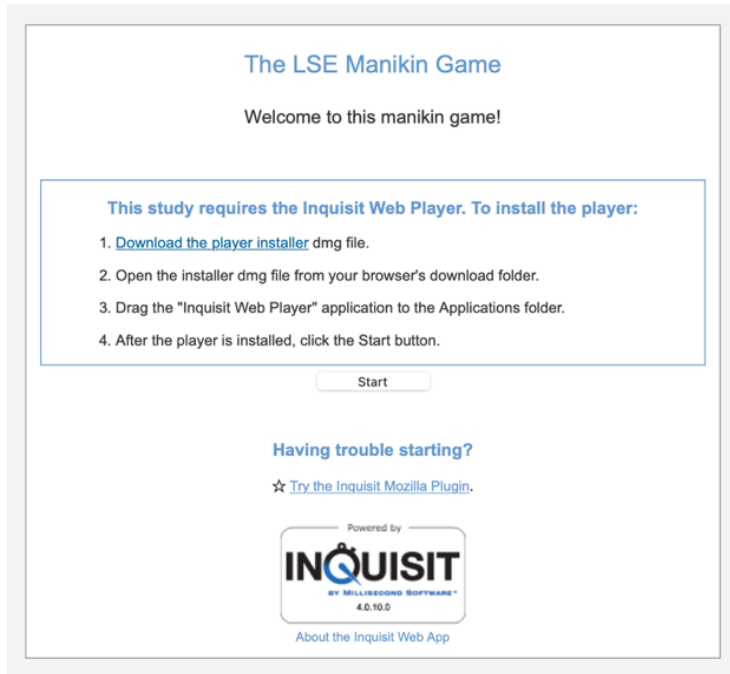 The LSE Manikin Game
Welcome to this manikin game!
This study requires the Inquisit Web Player. To install the player:
1. Download the player installer dmg file.
2. Open the installer dmg file from your browser's download folder.
3. Drag the "Inquisit Web Player" application to the Applications folder.
4. After the player is installed, click the Start button.
Start
Having trouble starting?
☆ Try the Inquisit Mozilla Plugin.
Powered by
INQUISIT
BY MILLISECOND SOFTWARE™
4.0.10.0
About the Inquisit Web App